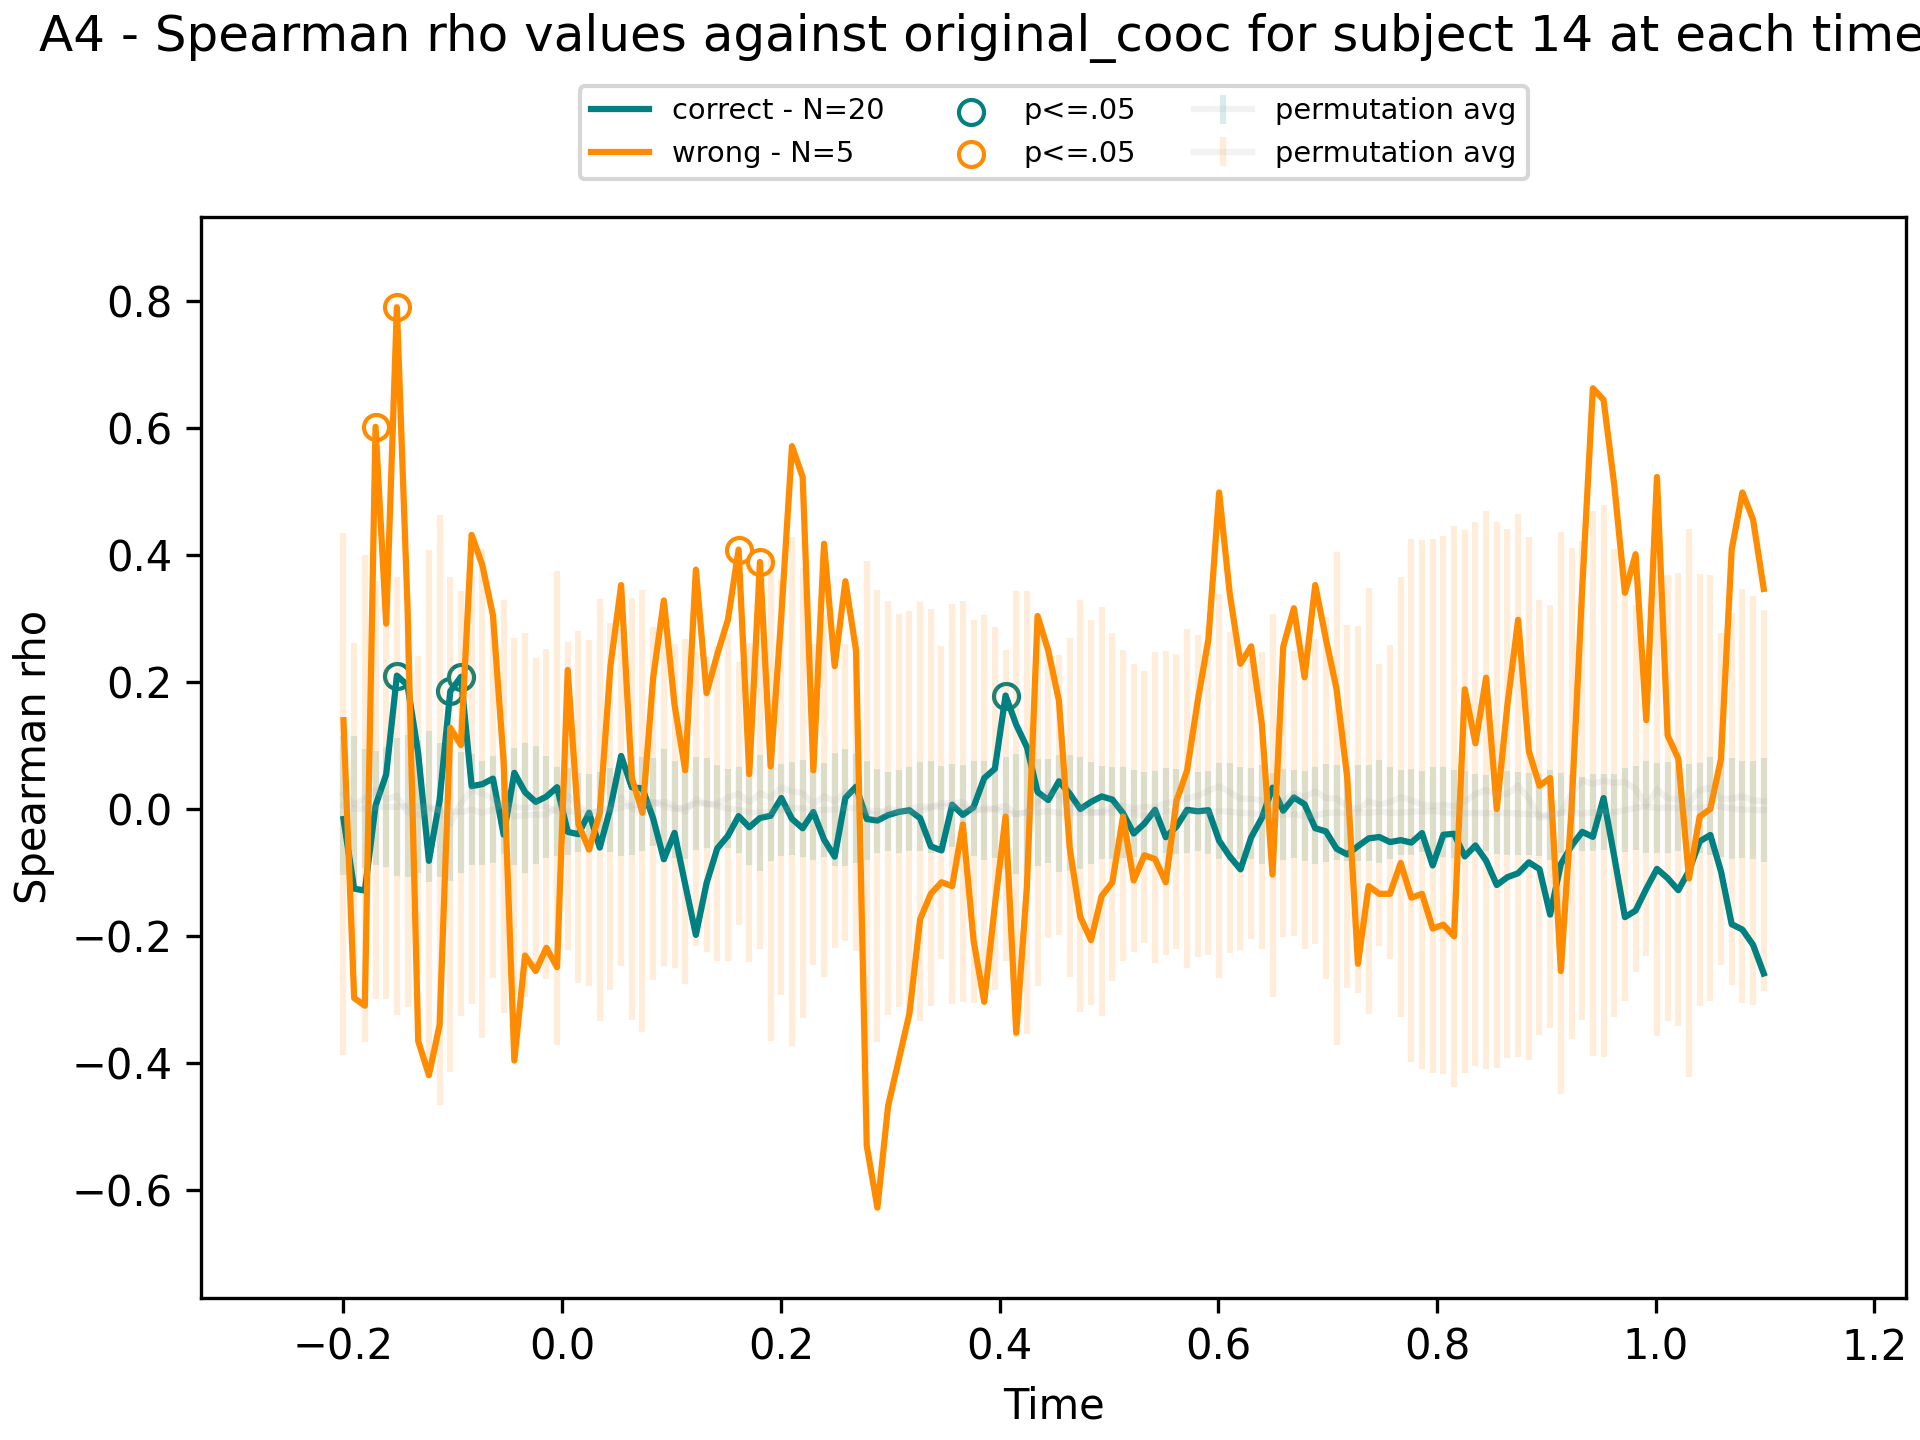 A4 - Spearman rho values against original_cooc for subject 14 at each time
correct - N=20
wrong - N=5
p<=.05
p<=.05
permutation avg
permutation avg
Spearman rho
0.8
0.6
0.4
0.2
0.0
−0.2
−0.4
−0.6
−0.2 0.0 0.2 0.4 0.6 0.8 1.0 1.2
Time